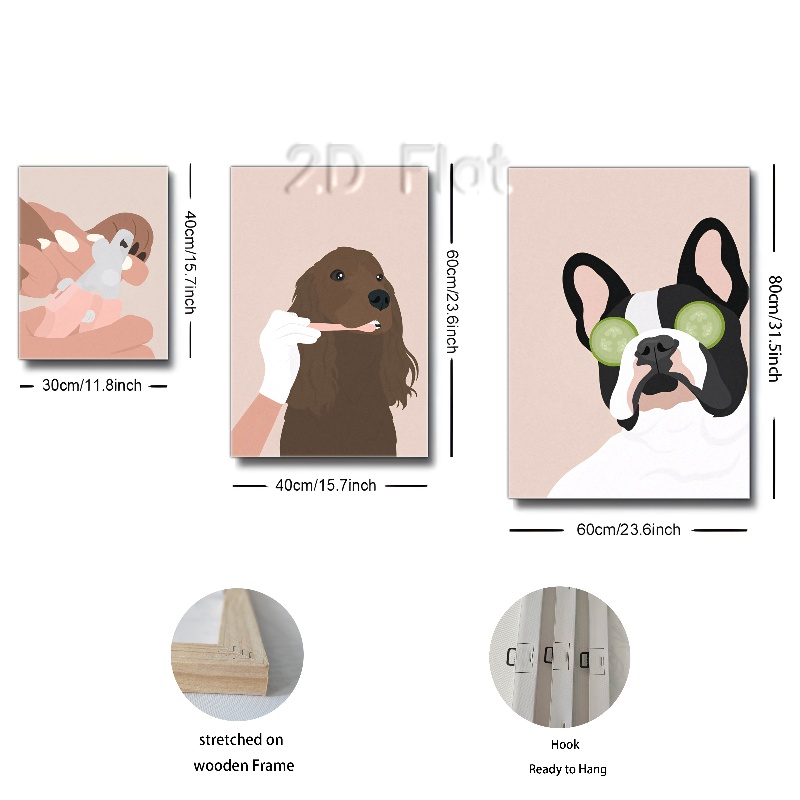 2D Flat
40cm/15.7inch
30cm/11.8inch
60cm/23.6inch
40cm/15.7inch
80cm/31.5inch
60cm/23.6inch
stretched on
wooden Frame
Hook
Ready to Hang